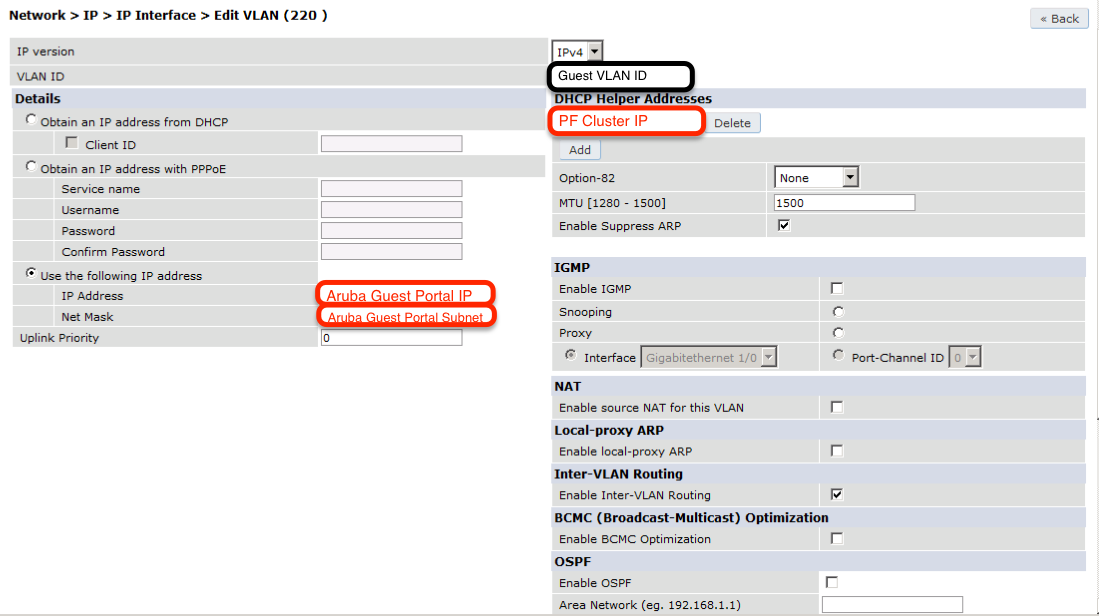 Network > IP > IP Interface > Edit VLAN (220 )
« Back
IP version
IPv4
VLAN ID
Guest VLAN ID
Details
Obtain an IP address from DHCP
Client ID
Obtain an IP address with PPPoE
Service name
Username
Password
Confirm Password
Use the following IP address
IP Address
Aruba Guest Portal IP
Net Mask
Aruba Guest Portal Subnet
Uplink Priority
0
DHCP Helper Addresses
PF Cluster IP
Delete
Add
Option-82
None
MTU [1280 - 1500]
1500
Enable Suppress ARP
IGMP
Enable IGMP
Snooping
Proxy
Interface Gigabitethernet 1/0 Port-Channel ID 0
NAT
Enable source NAT for this VLAN
Local-proxy ARP
Enable local-proxy ARP
Inter-VLAN Routing
Enable Inter-VLAN Routing
BCMC (Broadcast-Multicast) Optimization
Enable BCMC Optimization
OSPF
Enable OSPF
Area Network (eg. 192.168.1.1)